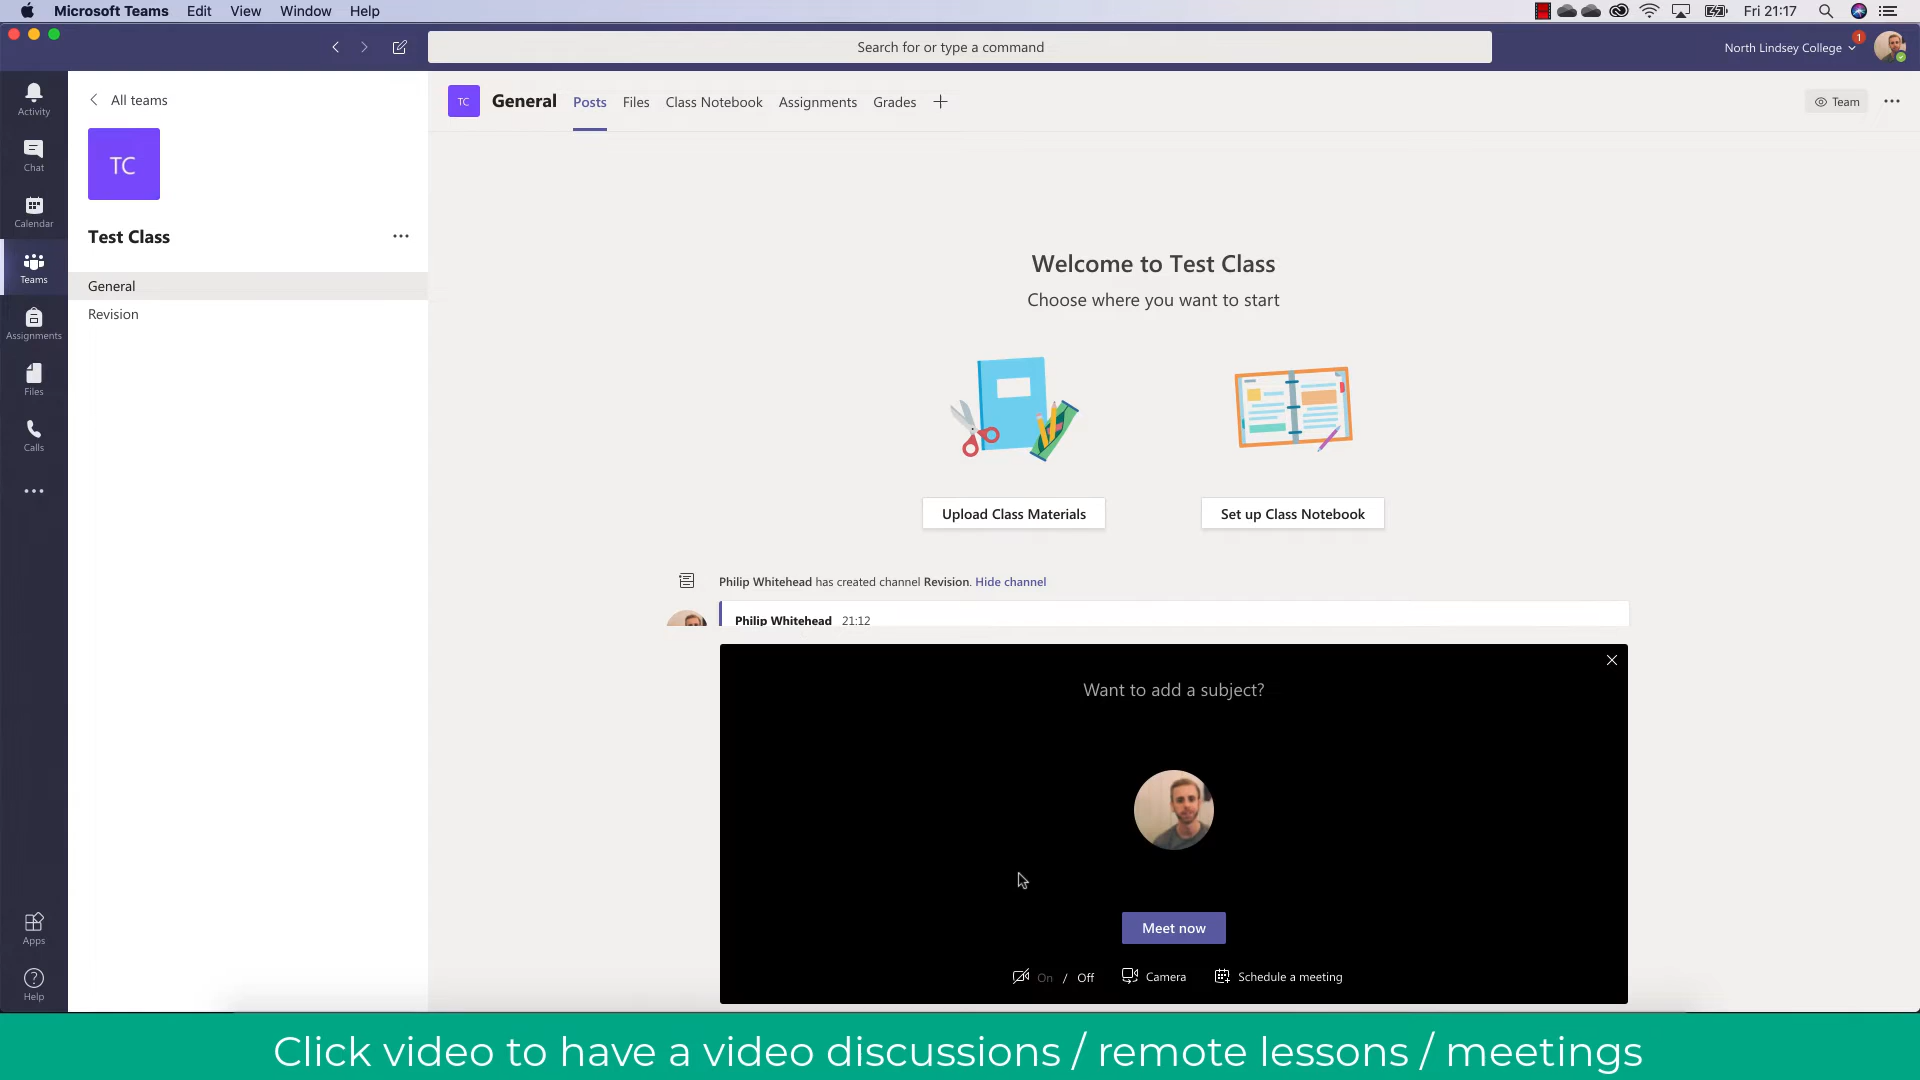 Microsoft Teams Edit View Window Help Fri 21:17
Search for or type a command
North Lindsey College 1
Activity
Chat
Calendar
Teams
Assignments
Files
Calls
Apps
Help
All teams
TC
Test Class
General
Revision
TC General Posts Files Class Notebook Assignments Grades Team
Welcome to Test Class
Choose where you want to start
Upload Class Materials Set up Class Notebook
Philip Whitehead has created channel Revision. Hide channel
Philip Whitehead 21:12
Want to add a subject?
Meet now
On / Off Camera Schedule a meeting
Click video to have a video discussions / remote lessons / meetings